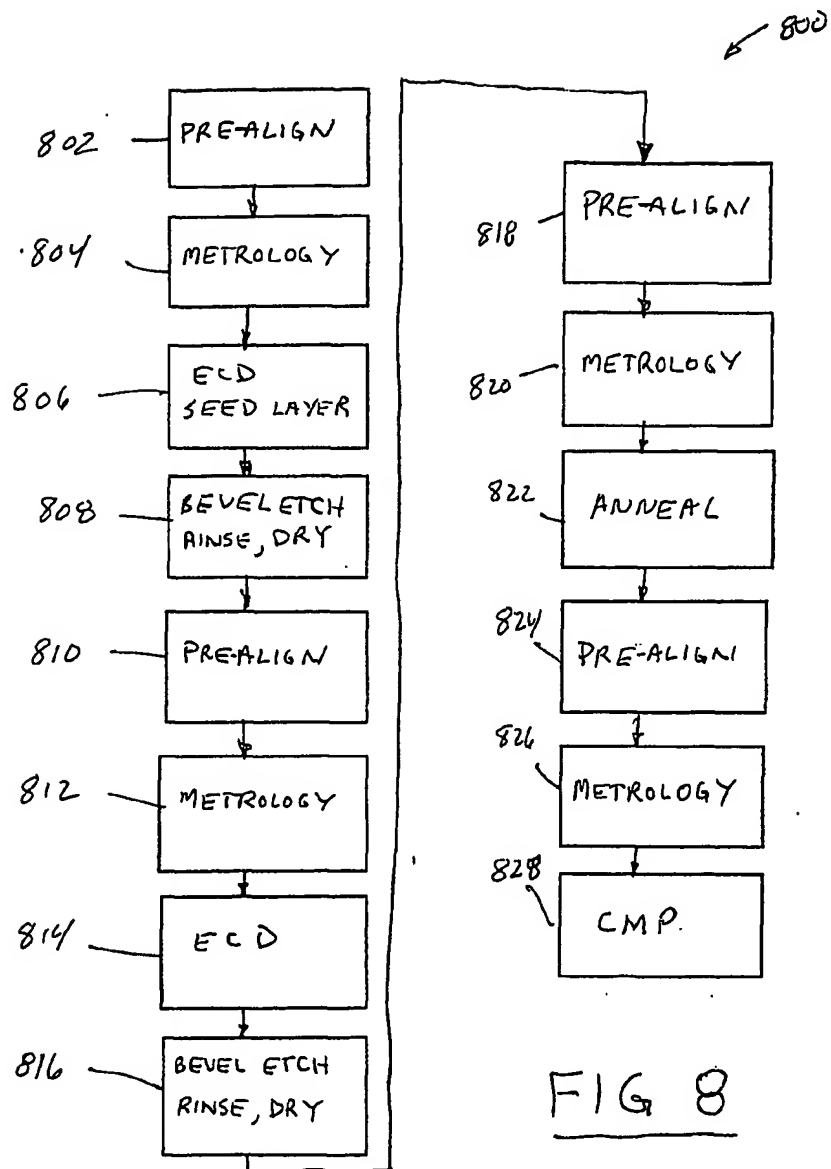 800
802
PRE-ALIGN
804
METROLOGY
806
ECD
SEED LAYER
808
BEVEL ETCH
RINSE, DRY
810
PRE-ALIGN
812
METROLOGY
814
ECD
816
BEVEL ETCH
RINSE, DRY
818
PRE-ALIGN
820
METROLOGY
822
ANNEAL
824
PRE-ALIGN
826
METROLOGY
828
CMP.
FIG 8